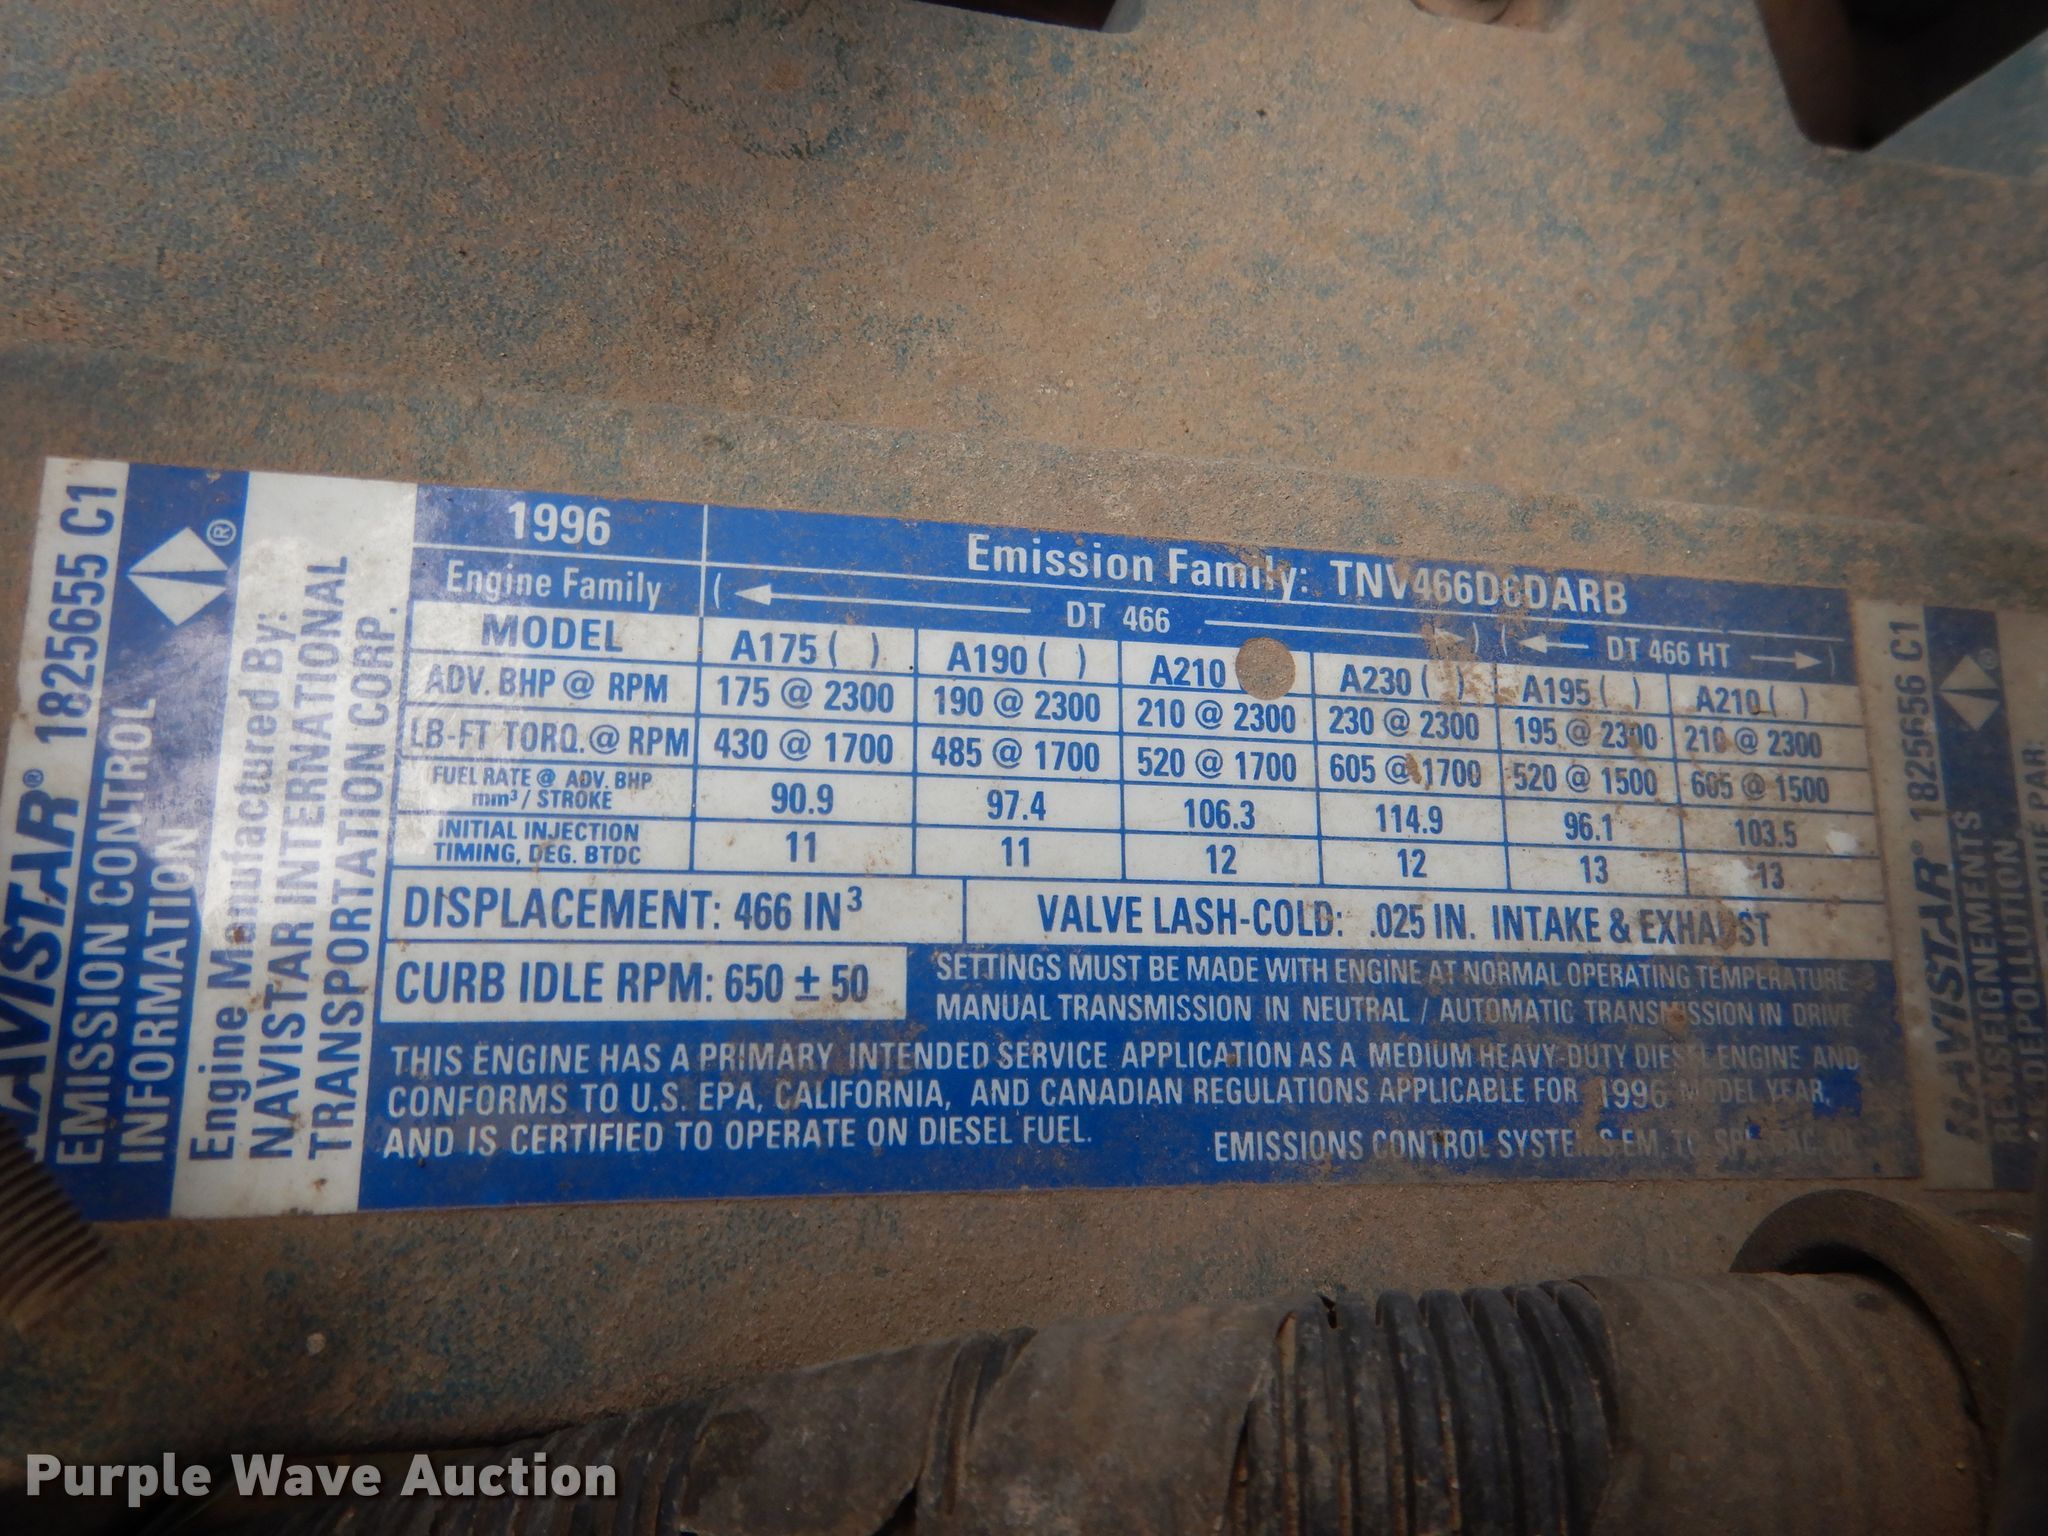 NAVISTAR® 1825655 C1
EMISSION CONTROL
INFORMATION
®
Engine Manufactured By:
NAVISTAR INTERNATIONAL
TRANSPORTATION CORP.
1996 Emission Family: TNV466D6DARB
Engine Family ( DT 466 ) ( DT 466 HT )
MODEL A175 ( ) A190 ( ) A210 A230 ( ) A195 ( ) A210 ( )
ADV. BHP @ RPM 175 @ 2300 190 @ 2300 210 @ 2300 230 @ 2300 195 @ 2300 210 @ 2300
LB-FT TORQ. @ RPM 430 @ 1700 485 @ 1700 520 @ 1700 605 @ 1700 520 @ 1500 605 @ 1500
FUEL RATE @ ADV. BHP
mm³ / STROKE 90.9 97.4 106.3 114.9 96.1 103.5
INITIAL INJECTION
TIMING, DEG. BTDC 11 11 12 12 13 13
DISPLACEMENT: 466 IN³ VALVE LASH-COLD: .025 IN. INTAKE & EXHAUST
CURB IDLE RPM: 650 ± 50
SETTINGS MUST BE MADE WITH ENGINE AT NORMAL OPERATING TEMPERATURE
MANUAL TRANSMISSION IN NEUTRAL / AUTOMATIC TRANSMISSION IN DRIVE
THIS ENGINE HAS A PRIMARY INTENDED SERVICE APPLICATION AS A MEDIUM HEAVY-DUTY DIESEL ENGINE AND
CONFORMS TO U.S. EPA, CALIFORNIA, AND CANADIAN REGULATIONS APPLICABLE FOR 1996 MODEL YEAR,
AND IS CERTIFIED TO OPERATE ON DIESEL FUEL.
EMISSIONS CONTROL SYSTEMS EM, TC, SPL,
NAVISTAR® 1825656 C1
®
RENSEIGNEMENTS
DEPOLLUTION
PAR:
Purple Wave Auction